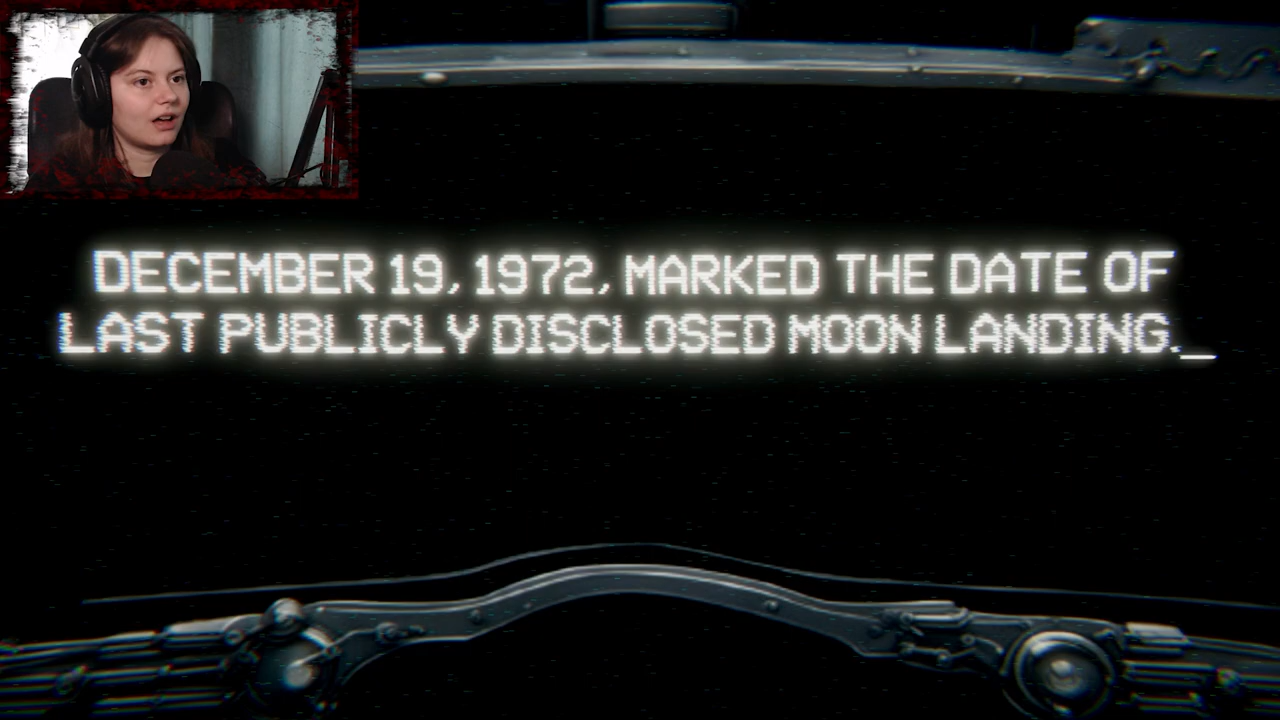 DECEMBER 19, 1972, MARKED THE DATE OF
LAST PUBLICLY DISCLOSED MOON LANDING._